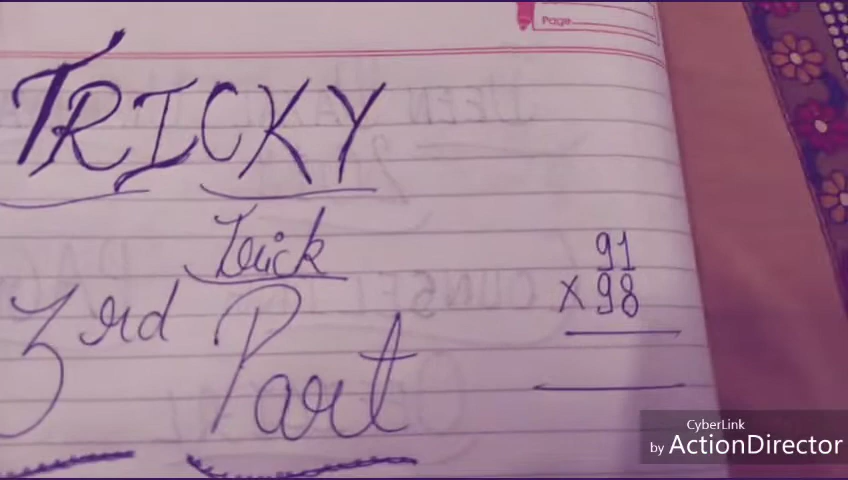 Page
TRICKY
Trick
3rd Part
91
× 98
CyberLink
by ActionDirector